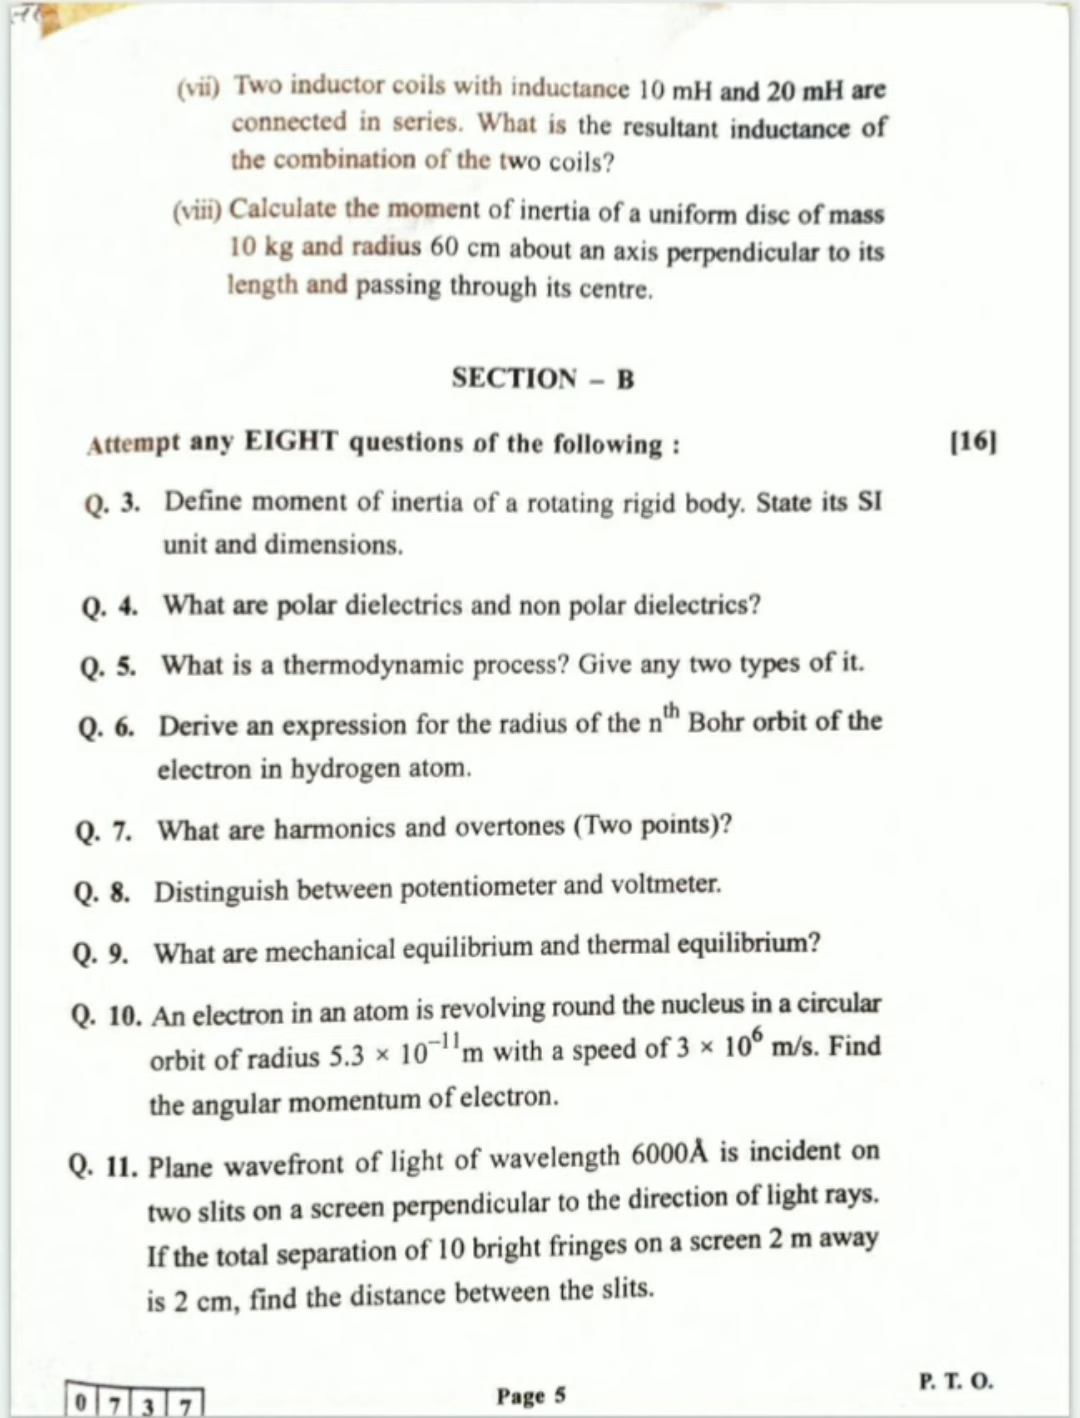 (vii) Two inductor coils with inductance 10 mH and 20 mH are
connected in series. What is the resultant inductance of
the combination of the two coils?
(viii) Calculate the moment of inertia of a uniform disc of mass
10 kg and radius 60 cm about an axis perpendicular to its
length and passing through its centre.
SECTION – B
Attempt any EIGHT questions of the following : [16]
Q. 3. Define moment of inertia of a rotating rigid body. State its SI
unit and dimensions.
Q. 4. What are polar dielectrics and non polar dielectrics?
Q. 5. What is a thermodynamic process? Give any two types of it.
Q. 6. Derive an expression for the radius of the nᵗʰ Bohr orbit of the
electron in hydrogen atom.
Q. 7. What are harmonics and overtones (Two points)?
Q. 8. Distinguish between potentiometer and voltmeter.
Q. 9. What are mechanical equilibrium and thermal equilibrium?
Q. 10. An electron in an atom is revolving round the nucleus in a circular
orbit of radius 5.3 × 10⁻¹¹m with a speed of 3 × 10⁶ m/s. Find
the angular momentum of electron.
Q. 11. Plane wavefront of light of wavelength 6000Å is incident on
two slits on a screen perpendicular to the direction of light rays.
If the total separation of 10 bright fringes on a screen 2 m away
is 2 cm, find the distance between the slits.
0 7 3 7 Page 5 P. T. O.